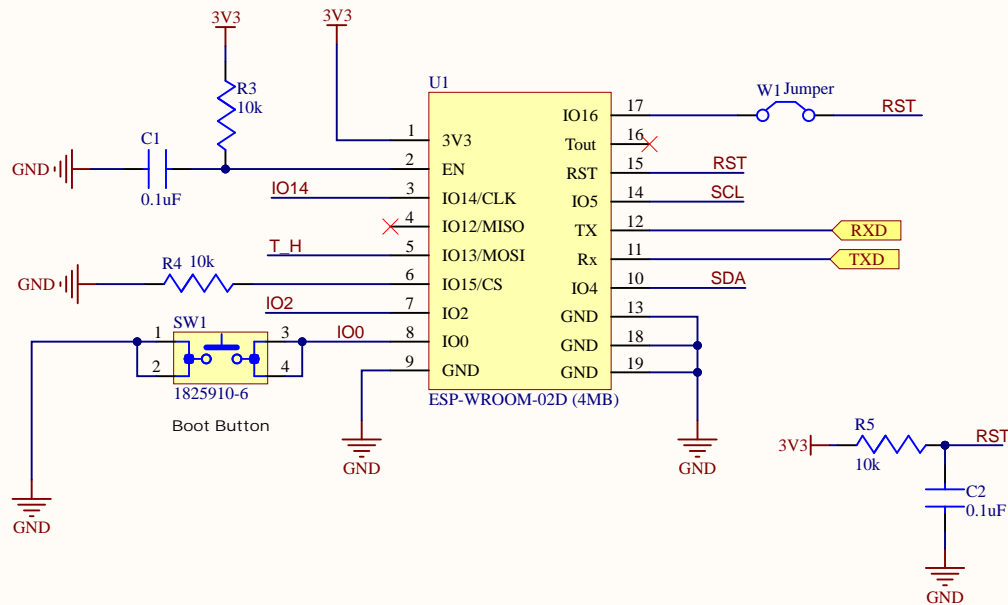 3V3
3V3
R3
10k
C1
GND
0.1uF
U1
1
3V3
2
EN
IO14
3
IO14/CLK
4
IO12/MISO
T_H
5
IO13/MOSI
R4
10k
GND
6
IO15/CS
IO2
7
IO2
IO0
8
IO0
9
GND
IO16
17
W1
Jumper
RST
Tout
16
RST
15
RST
IO5
14
SCL
TX
12
RXD
Rx
11
TXD
IO4
10
SDA
GND
13
GND
18
GND
19
ESP-WROOM-02D (4MB)
SW1
1
3
2
4
1825910-6
Boot Button
GND
GND
GND
3V3
R5
10k
RST
C2
0.1uF
GND